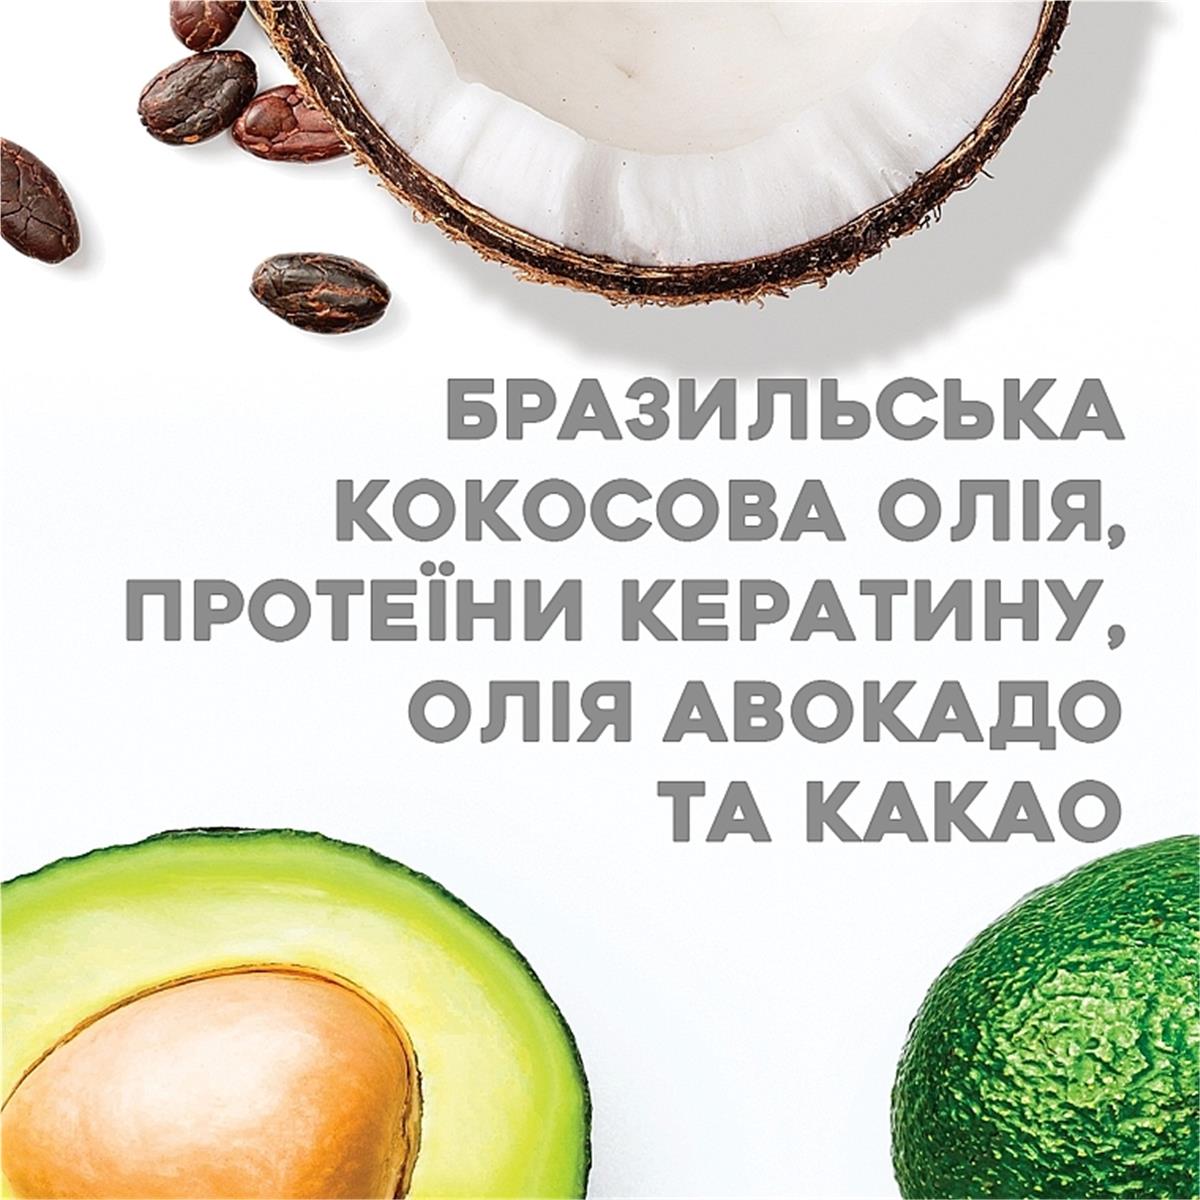 БРАЗИЛЬСЬКА
КОКОСОВА ОЛІЯ,
ПРОТЕЇНИ КЕРАТИНУ,
ОЛІЯ АВОКАДО
ТА КАКАО